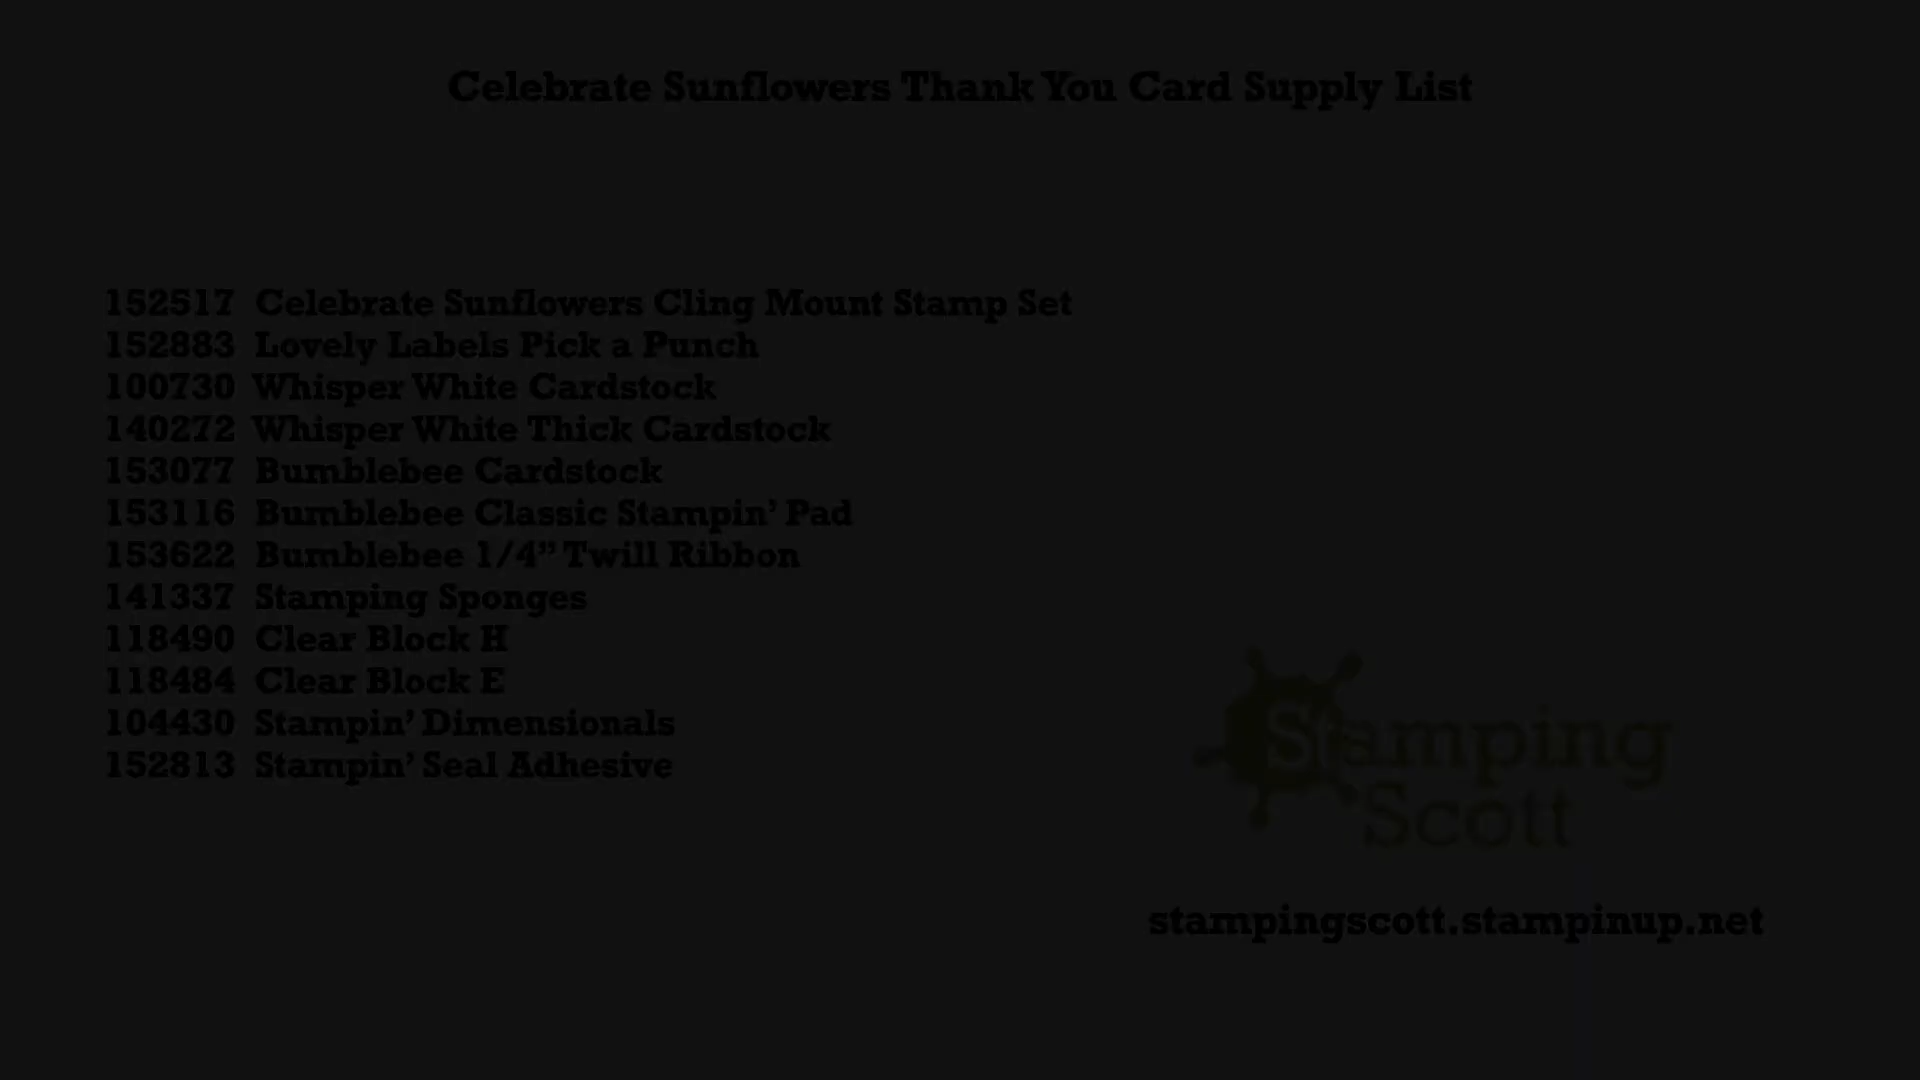 Celebrate Sunflowers Thank You Card Supply List
152517 Celebrate Sunflowers Cling Mount Stamp Set
152883 Lovely Labels Pick a Punch
100730 Whisper White Cardstock
140272 Whisper White Thick Cardstock
153077 Bumblebee Cardstock
153116 Bumblebee Classic Stampin’ Pad
153622 Bumblebee 1/4” Twill Ribbon
141337 Stamping Sponges
118490 Clear Block H
118484 Clear Block E
104430 Stampin’ Dimensionals
152813 Stampin’ Seal Adhesive
Stamping
Scott
stampingscott.stampinup.net